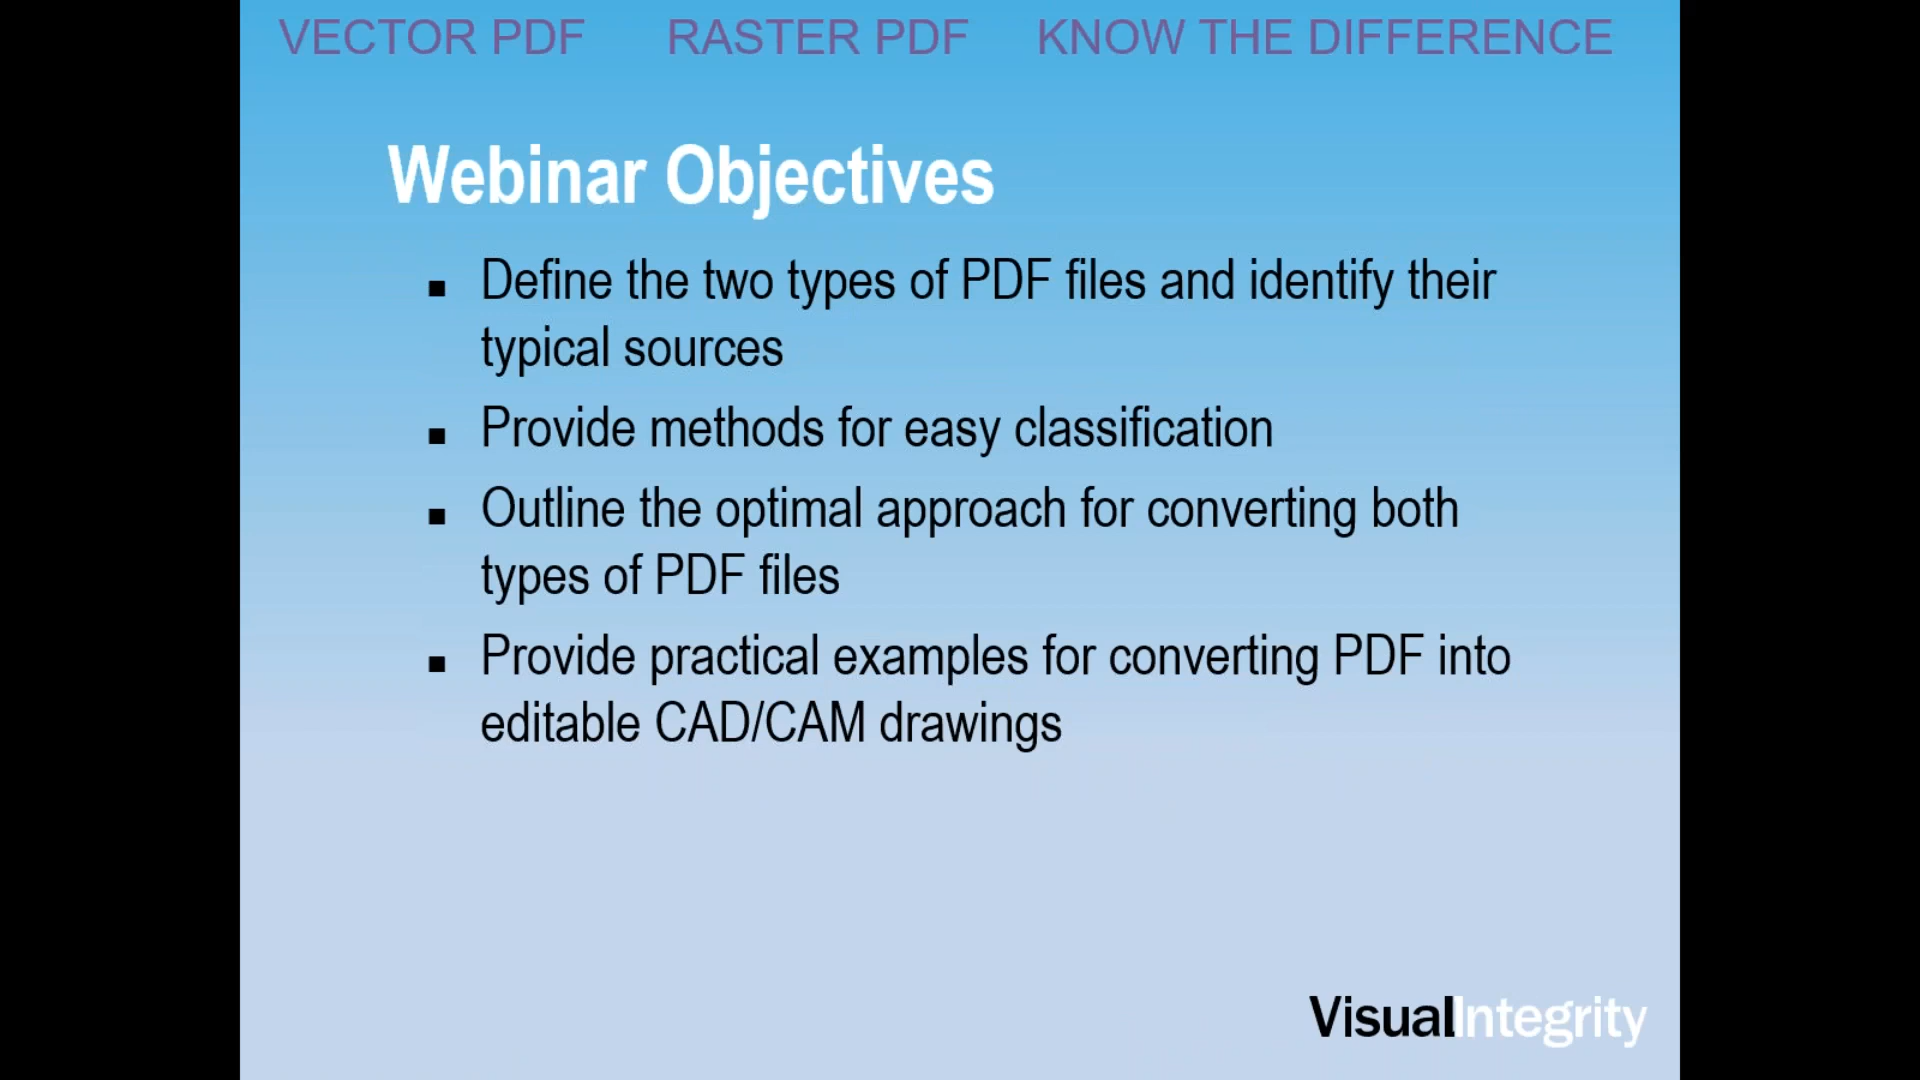 VECTOR PDF RASTER PDF KNOW THE DIFFERENCE
Webinar Objectives
▪ Define the two types of PDF files and identify their
typical sources
▪ Provide methods for easy classification
▪ Outline the optimal approach for converting both
types of PDF files
▪ Provide practical examples for converting PDF into
editable CAD/CAM drawings
VisualIntegrity